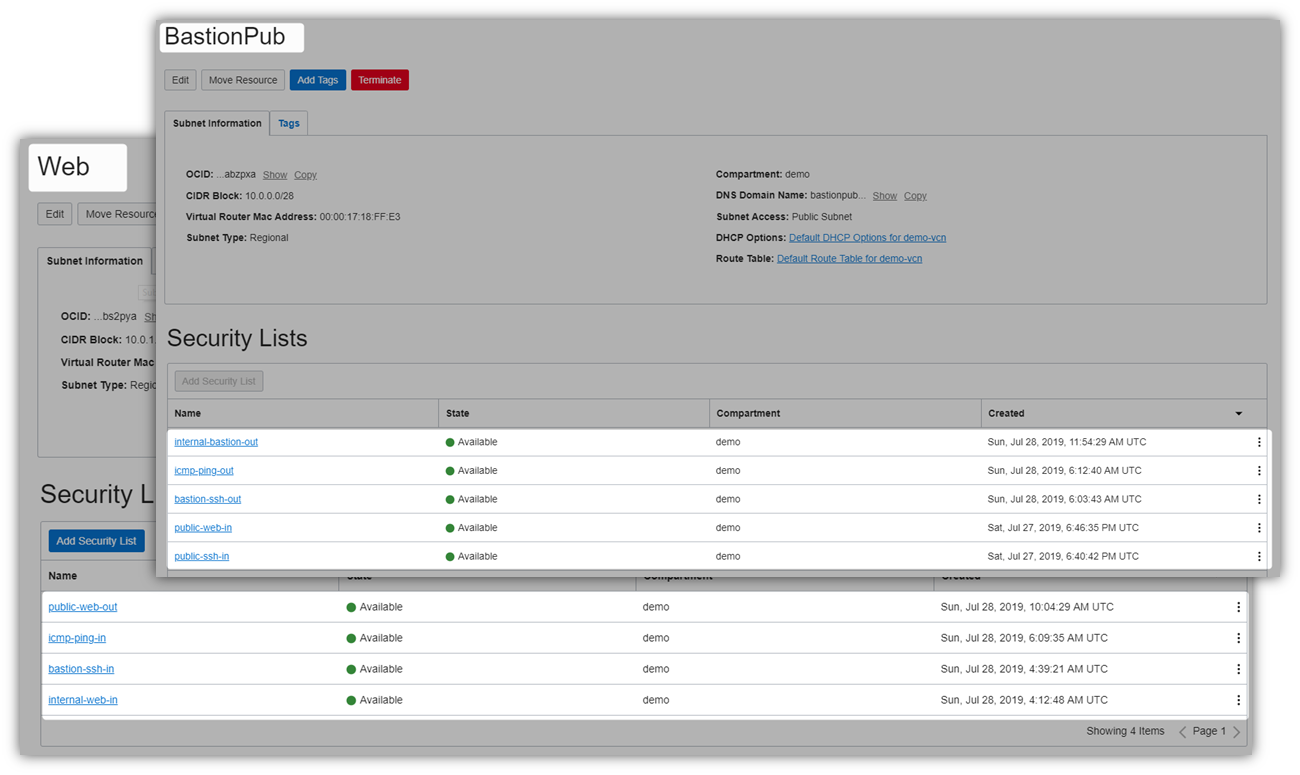 BastionPub
Edit Move Resource Add Tags Terminate
Subnet Information Tags
OCID: ...abzpxa Show Copy
CIDR Block: 10.0.0.0/28
Virtual Router Mac Address: 00:00:17:18:FF:E3
Subnet Type: Regional
Compartment: demo
DNS Domain Name: bastionpub... Show Copy
Subnet Access: Public Subnet
DHCP Options: Default DHCP Options for demo-vcn
Route Table: Default Route Table for demo-vcn
Security Lists
Add Security List
Name State Compartment Created
internal-bastion-out Available demo Sun, Jul 28, 2019, 11:54:29 AM UTC
icmp-ping-out Available demo Sun, Jul 28, 2019, 6:12:40 AM UTC
bastion-ssh-out Available demo Sun, Jul 28, 2019, 6:03:43 AM UTC
public-web-in Available demo Sat, Jul 27, 2019, 6:46:35 PM UTC
public-ssh-in Available demo Sat, Jul 27, 2019, 6:40:42 PM UTC
Web
Edit Move Resource
Subnet Information
OCID: ...bs2pya Sh
CIDR Block: 10.0.1.
Virtual Router Mac
Subnet Type: Regio
Security L
Add Security List
Name State Compartment Created
public-web-out Available demo Sun, Jul 28, 2019, 10:04:29 AM UTC
icmp-ping-in Available demo Sun, Jul 28, 2019, 6:09:35 AM UTC
bastion-ssh-in Available demo Sun, Jul 28, 2019, 4:39:21 AM UTC
internal-web-in Available demo Sun, Jul 28, 2019, 4:12:48 AM UTC
Showing 4 Items Page 1